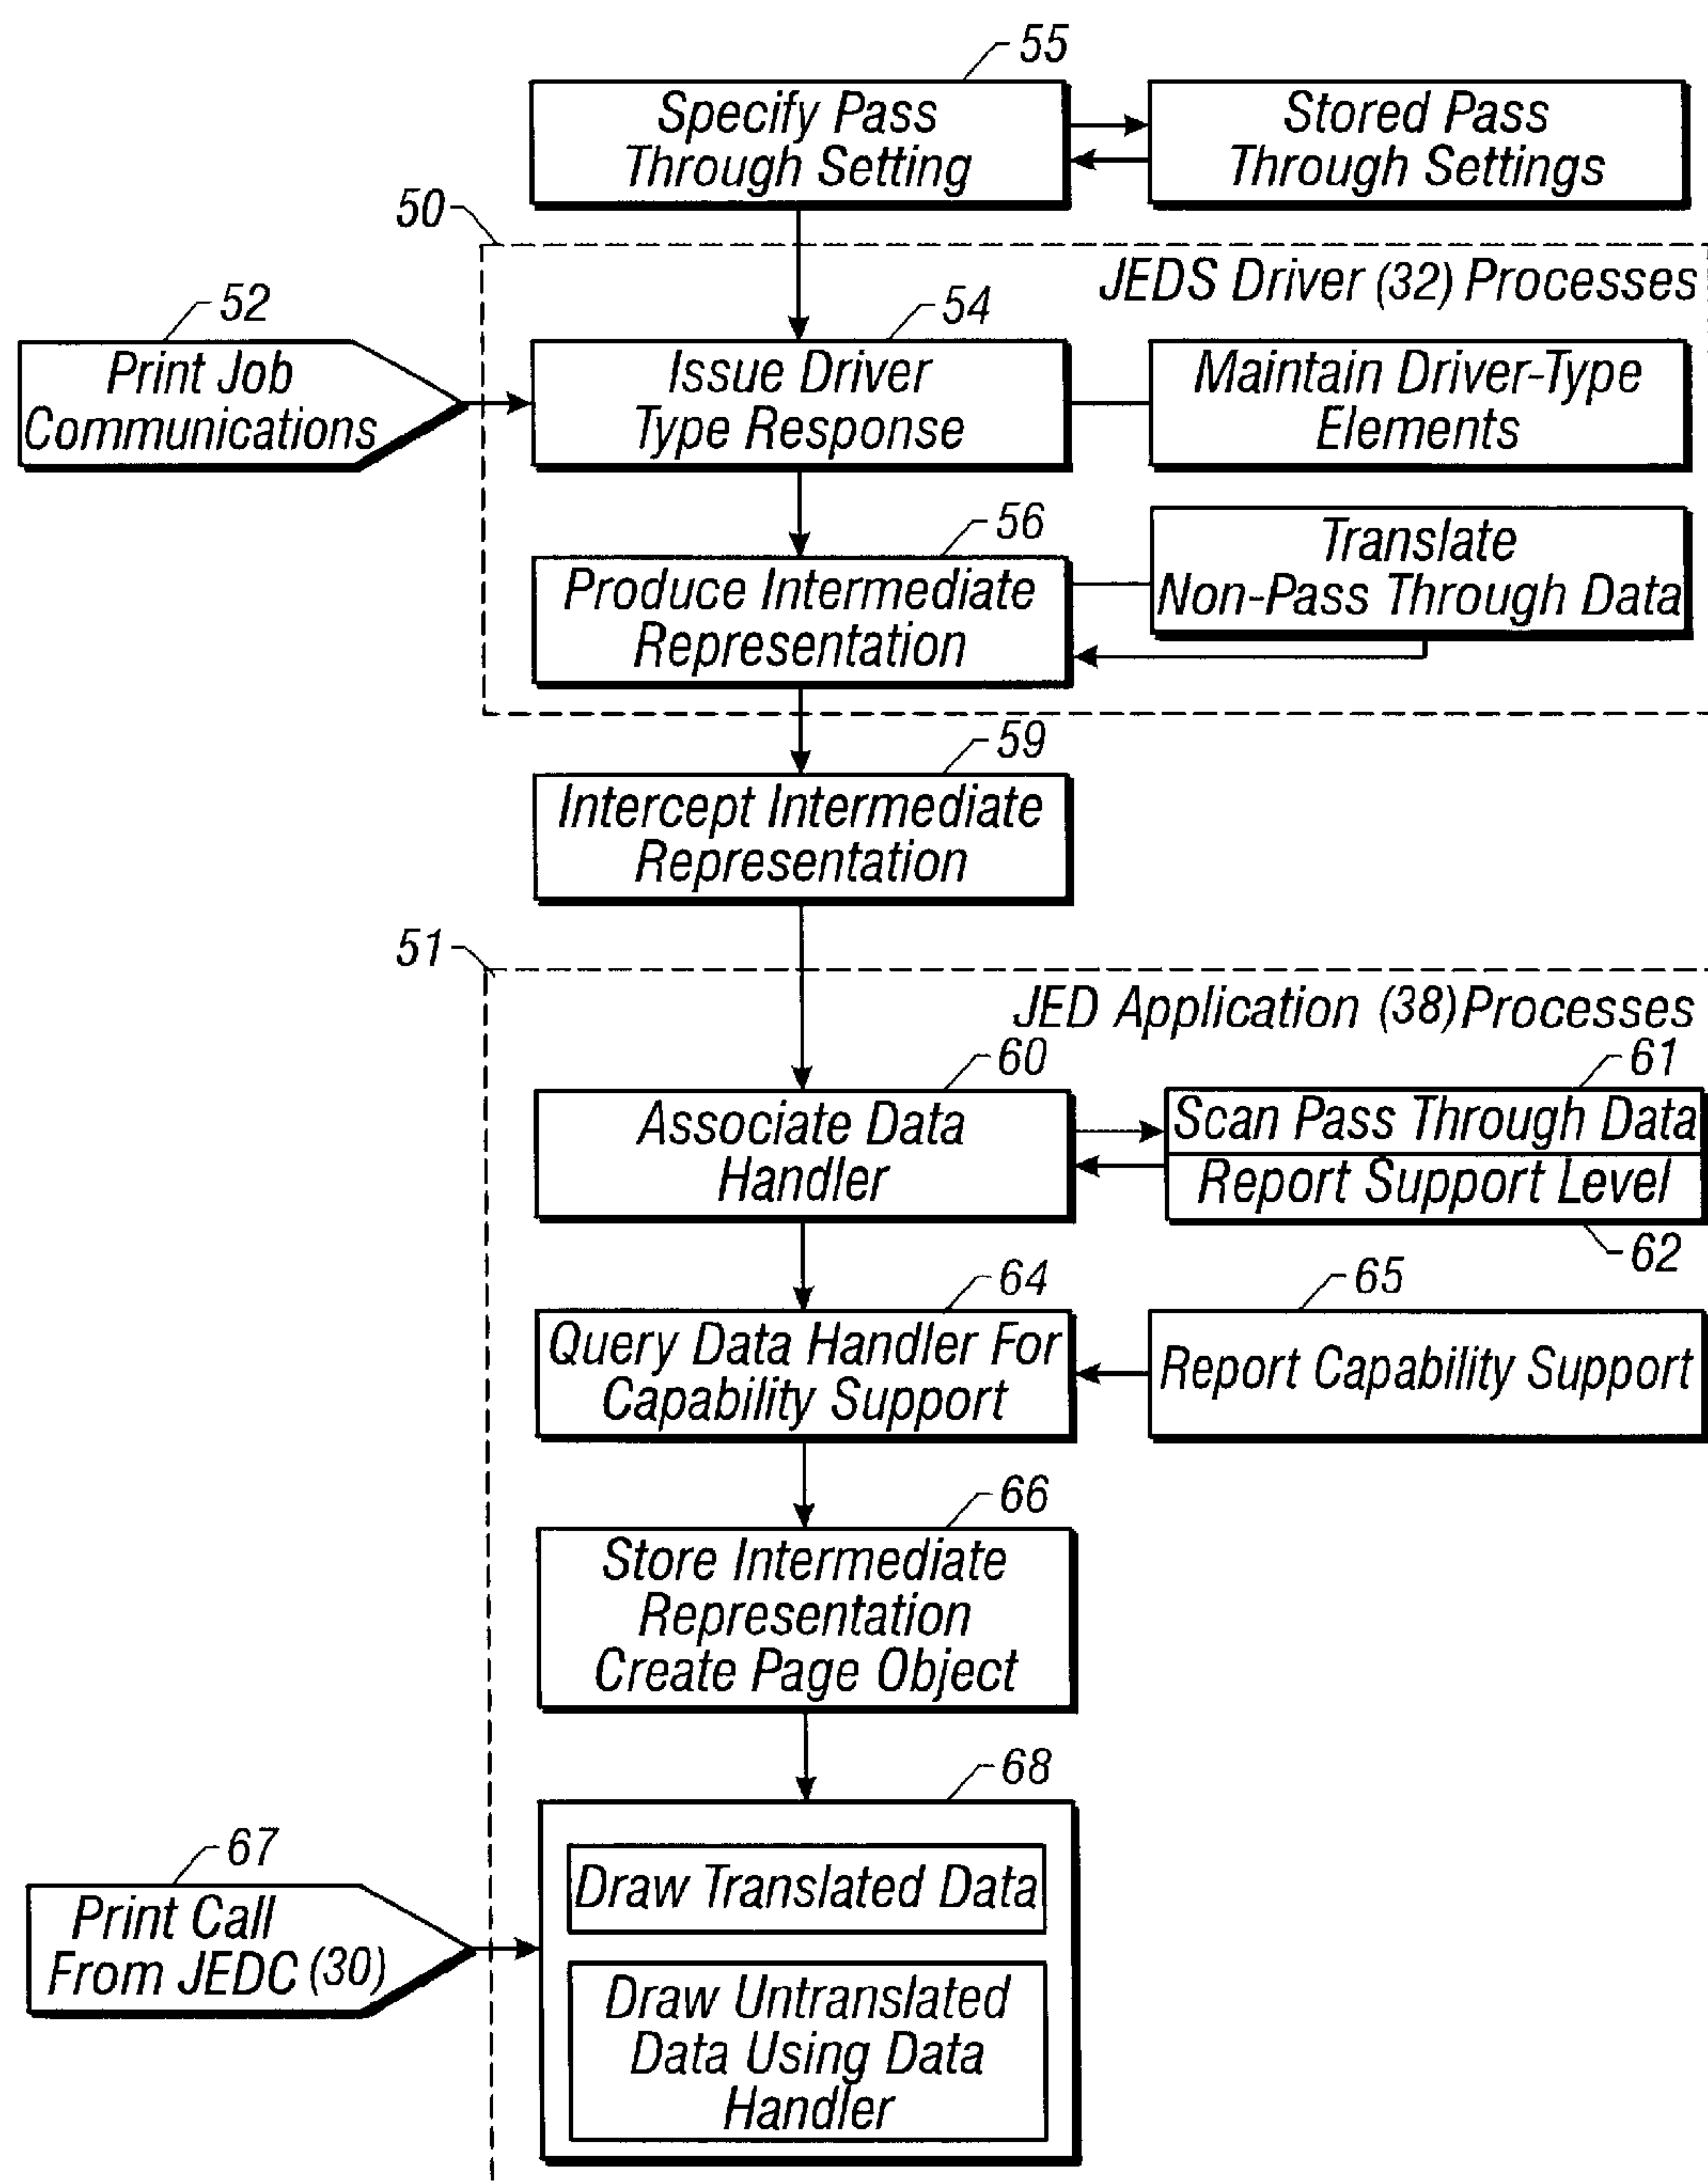 55
Specify Pass
Through Setting
Stored Pass
Through Settings
50
JEDS Driver (32) Processes
52
Print Job
Communications
54
Issue Driver
Type Response
Maintain Driver-Type
Elements
56
Produce Intermediate
Representation
Translate
Non-Pass Through Data
59
Intercept Intermediate
Representation
51
JED Application (38) Processes
60
Associate Data
Handler
61
Scan Pass Through Data
Report Support Level
62
64
Query Data Handler For
Capability Support
65
Report Capability Support
66
Store Intermediate
Representation
Create Page Object
67
Print Call
From JEDC (30)
68
Draw Translated Data
Draw Untranslated
Data Using Data
Handler